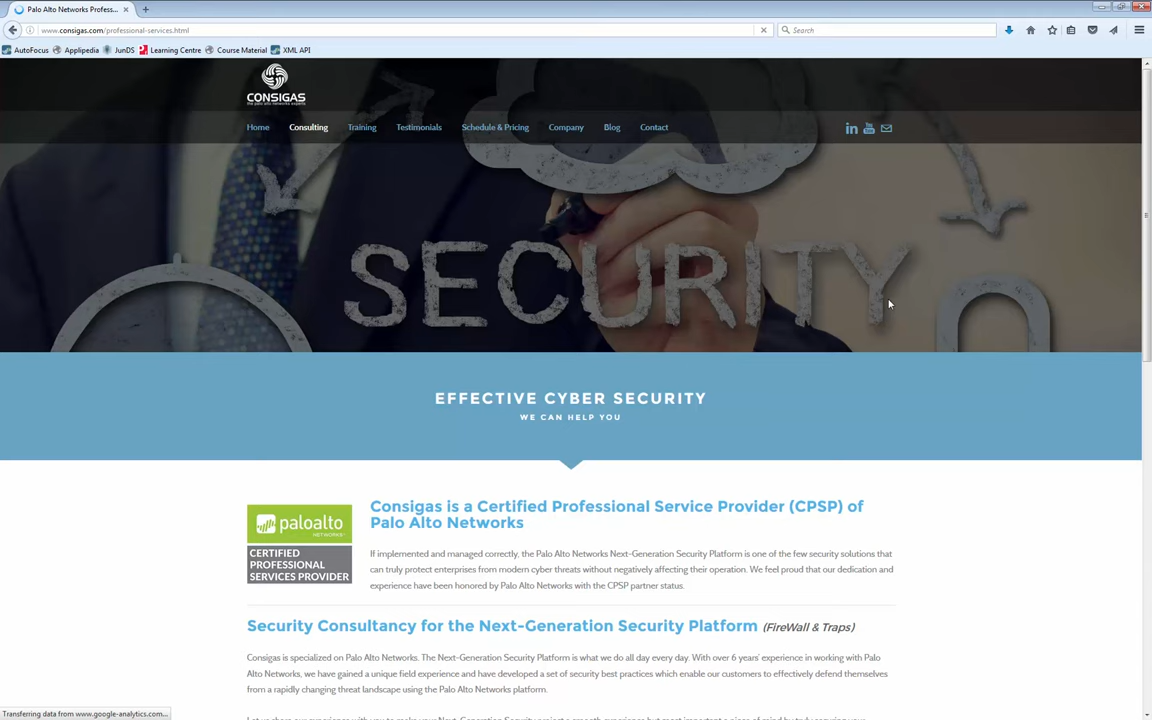 Palo Alto Networks Profess...
www.consigas.com/professional-services.html
Search
AutoFocus Applipedia JunDS Learning Centre Course Material XML API
CONSIGAS
the palo alto networks experts
Home Consulting Training Testimonials Schedule & Pricing Company Blog Contact
SECURITY
EFFECTIVE CYBER SECURITY
WE CAN HELP YOU
paloalto
NETWORKS
CERTIFIED
PROFESSIONAL
SERVICES PROVIDER
Consigas is a Certified Professional Service Provider (CPSP) of
Palo Alto Networks
If implemented and managed correctly, the Palo Alto Networks Next-Generation Security Platform is one of the few security solutions that
can truly protect enterprises from modern cyber threats without negatively affecting their operation. We feel proud that our dedication and
experience have been honored by Palo Alto Networks with the CPSP partner status.
Security Consultancy for the Next-Generation Security Platform (FireWall & Traps)
Consigas is specialized on Palo Alto Networks. The Next-Generation Security Platform is what we do all day every day. With over 6 years' experience in working with Palo
Alto Networks, we have gained a unique field experience and have developed a set of security best practices which enable our customers to effectively defend themselves
from a rapidly changing threat landscape using the Palo Alto Networks platform.
Transferring data from www.google-analytics.com...